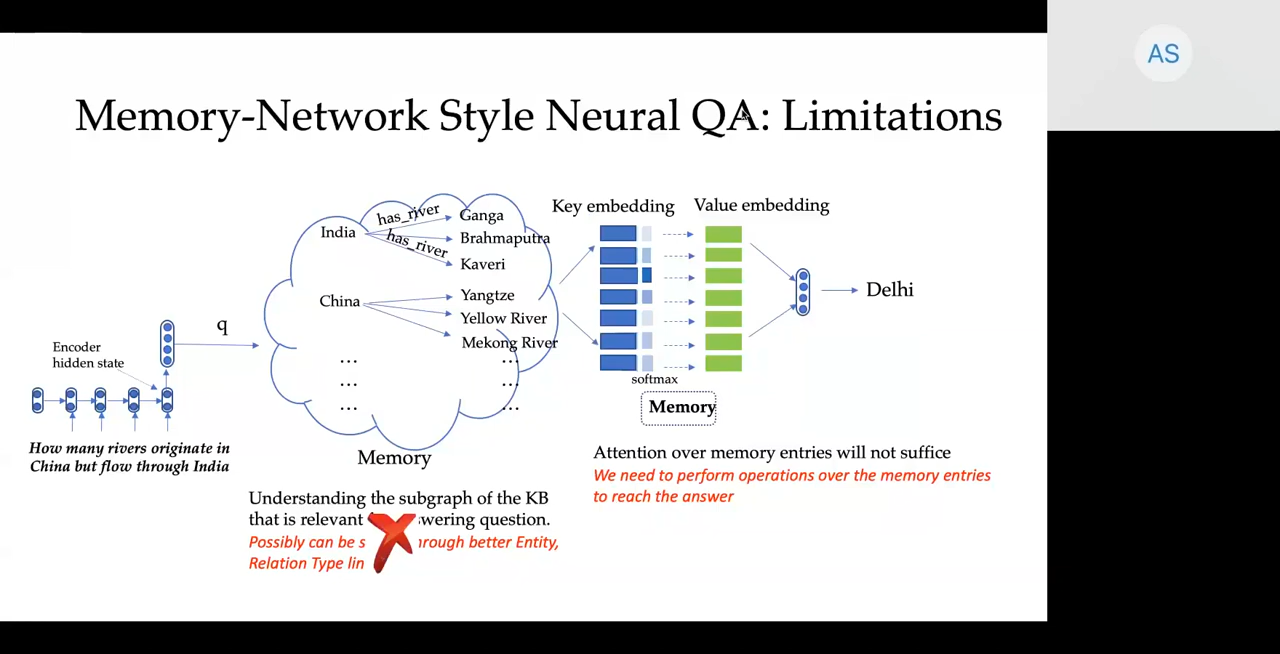 AS
Memory-Network Style Neural QA: Limitations
has_river
has_river
India
Ganga
Brahmaputra
Kaveri
China
Yangtze
Yellow River
Mekong River
... ...
... ...
... ...
Memory
Key embedding
Value embedding
softmax
Memory
Delhi
q
Encoder
hidden state
How many rivers originate in
China but flow through India
Understanding the subgraph of the KB
that is relevant swering question.
Possibly can be s hrough better Entity,
Relation Type lin
Attention over memory entries will not suffice
We need to perform operations over the memory entries
to reach the answer